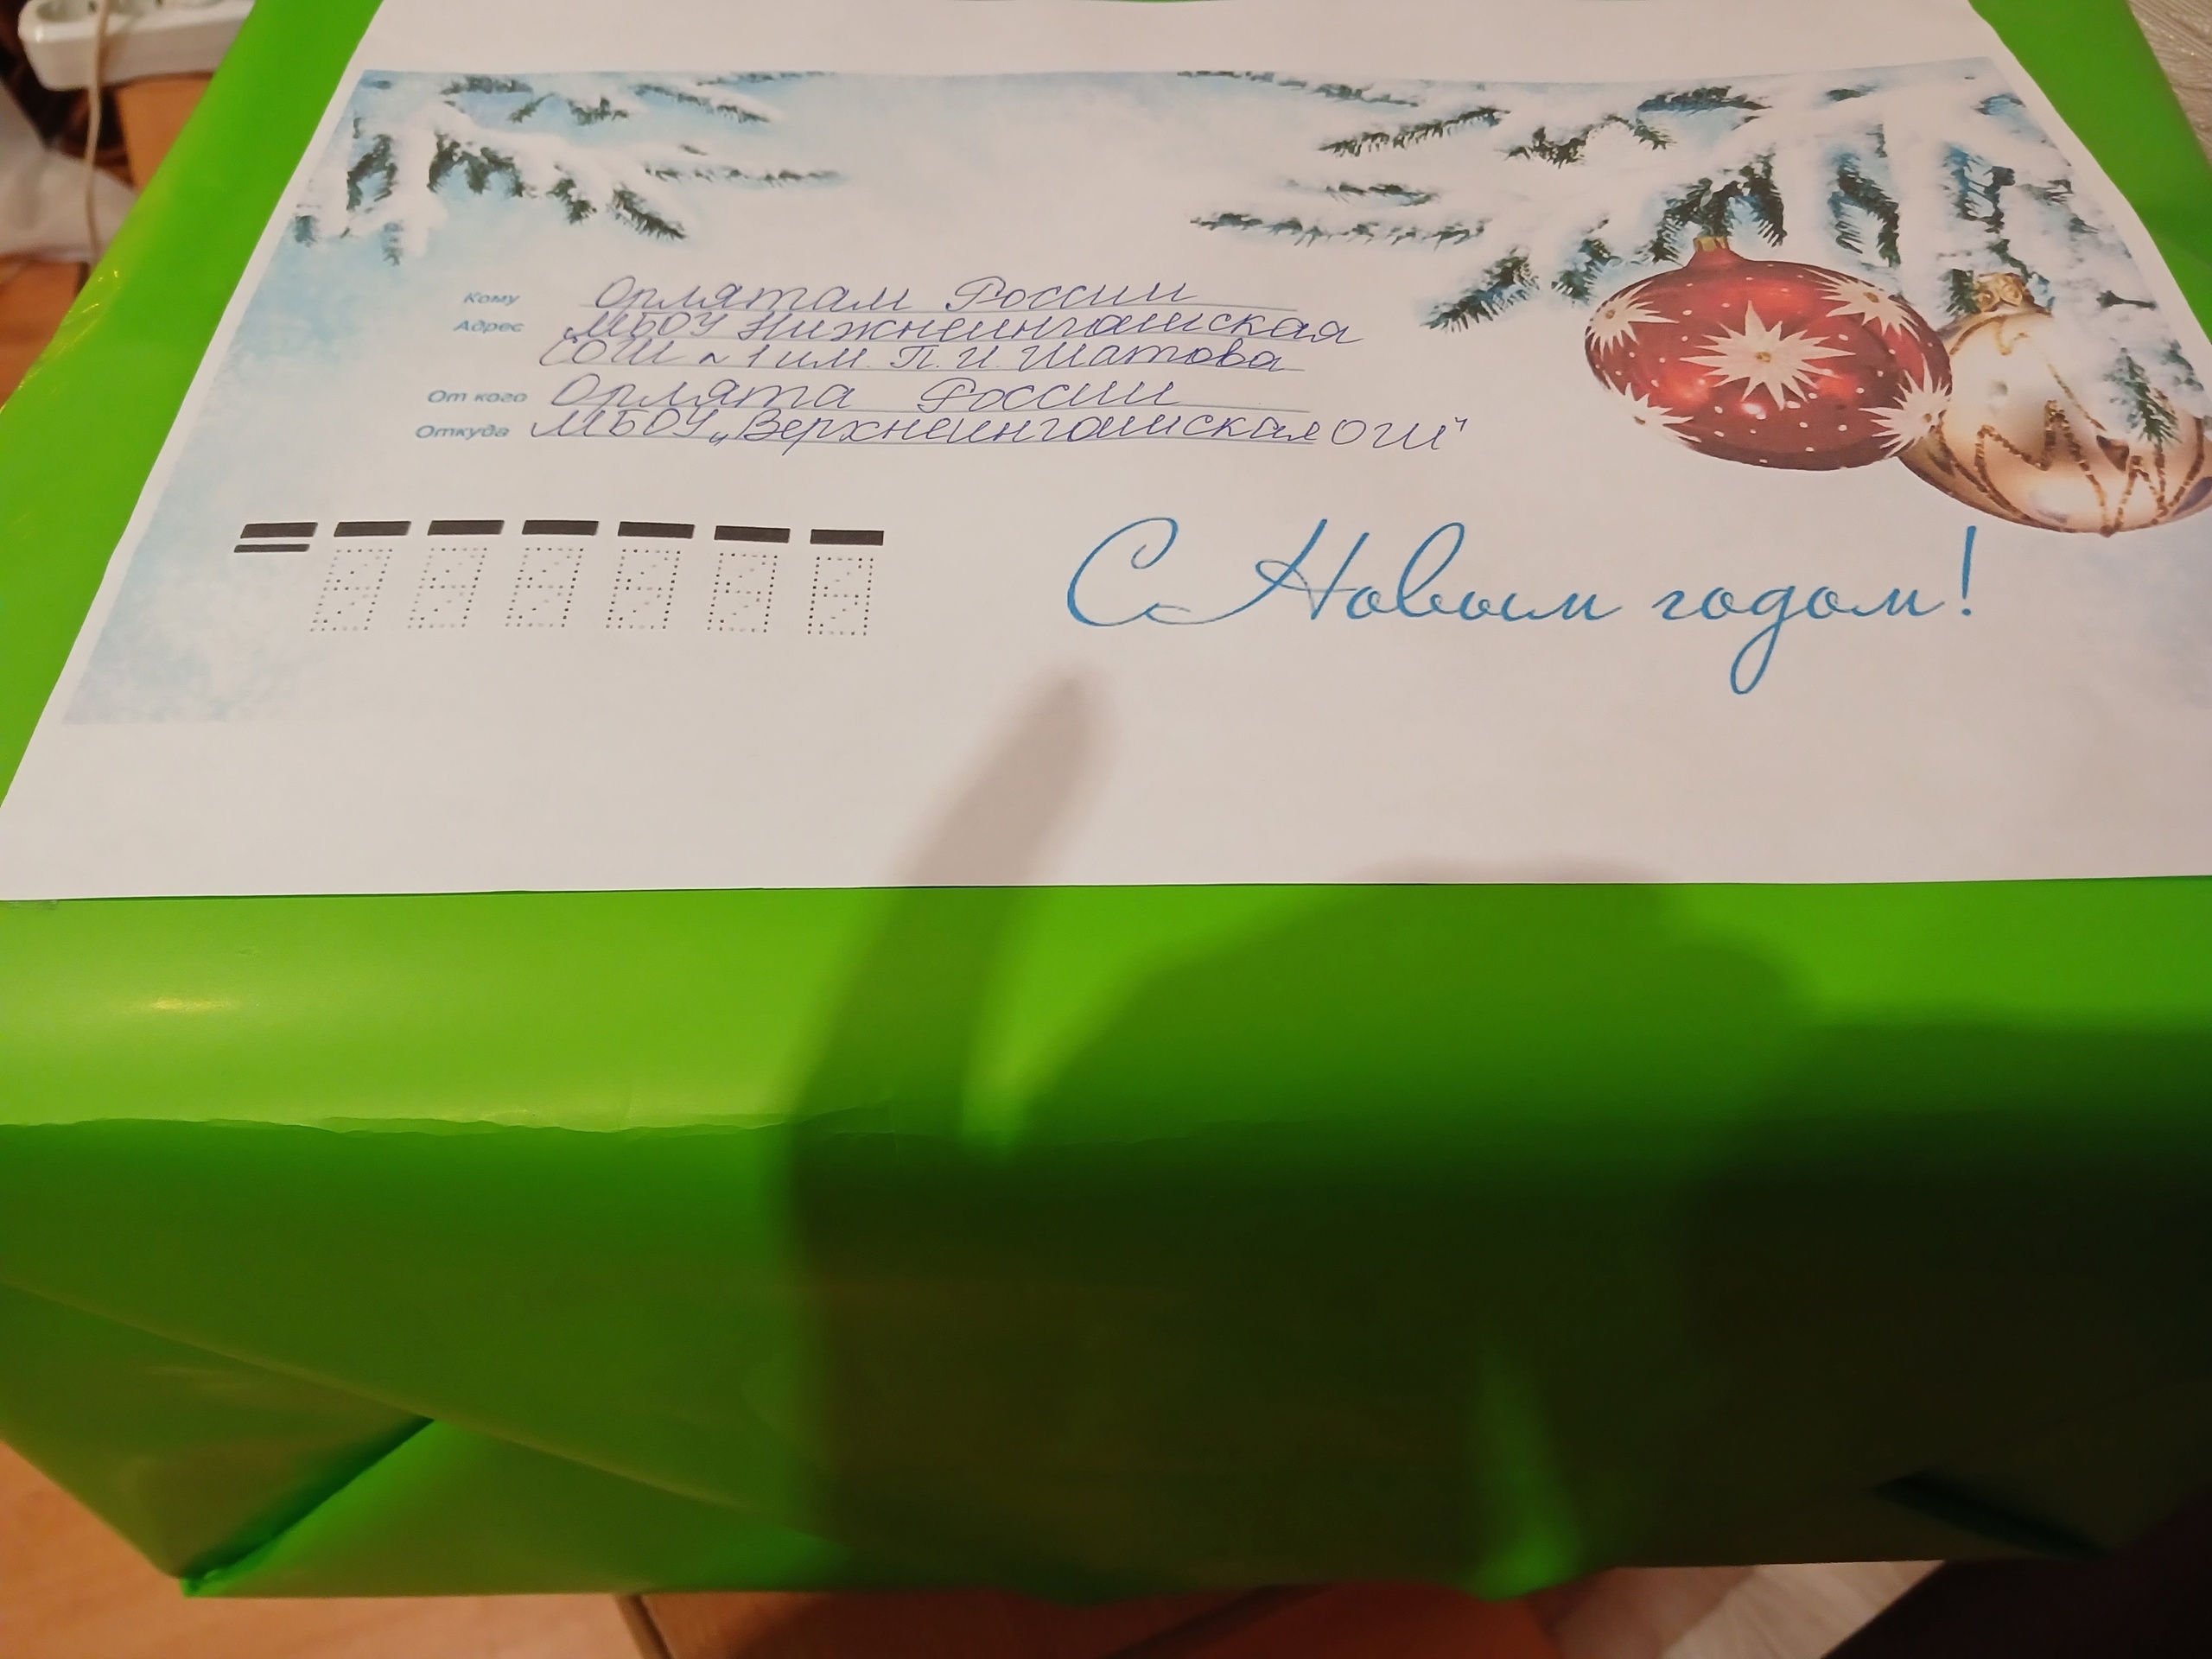 Кому Орлятам России
Адрес МБОУ Нижнеингашская
СОШ №1 им. П. И. Шатова
От кого Орлята России
Откуда МБОУ „Верхнеингашская ОШ"
С Новым годом!